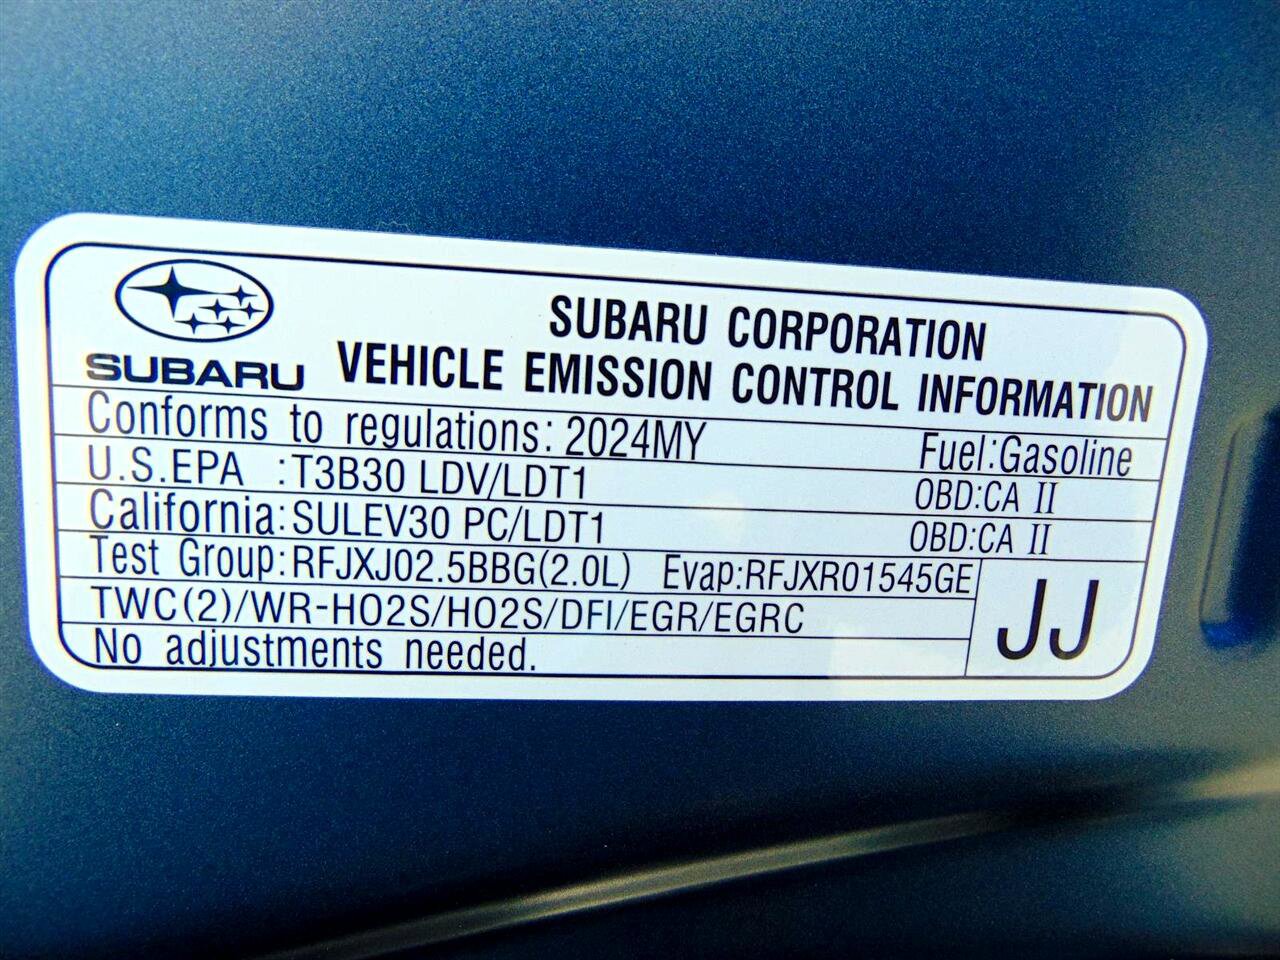 SUBARU CORPORATION
SUBARU VEHICLE EMISSION CONTROL INFORMATION
Conforms to regulations: 2024MY Fuel:Gasoline
U.S.EPA :T3B30 LDV/LDT1 OBD:CA II
California:SULEV30 PC/LDT1 OBD:CA II
Test Group:RFJXJ02.5BBG(2.0L) Evap:RFJXR01545GE
TWC(2)/WR-HO2S/HO2S/DFI/EGR/EGRC
No adjustments needed.
JJ